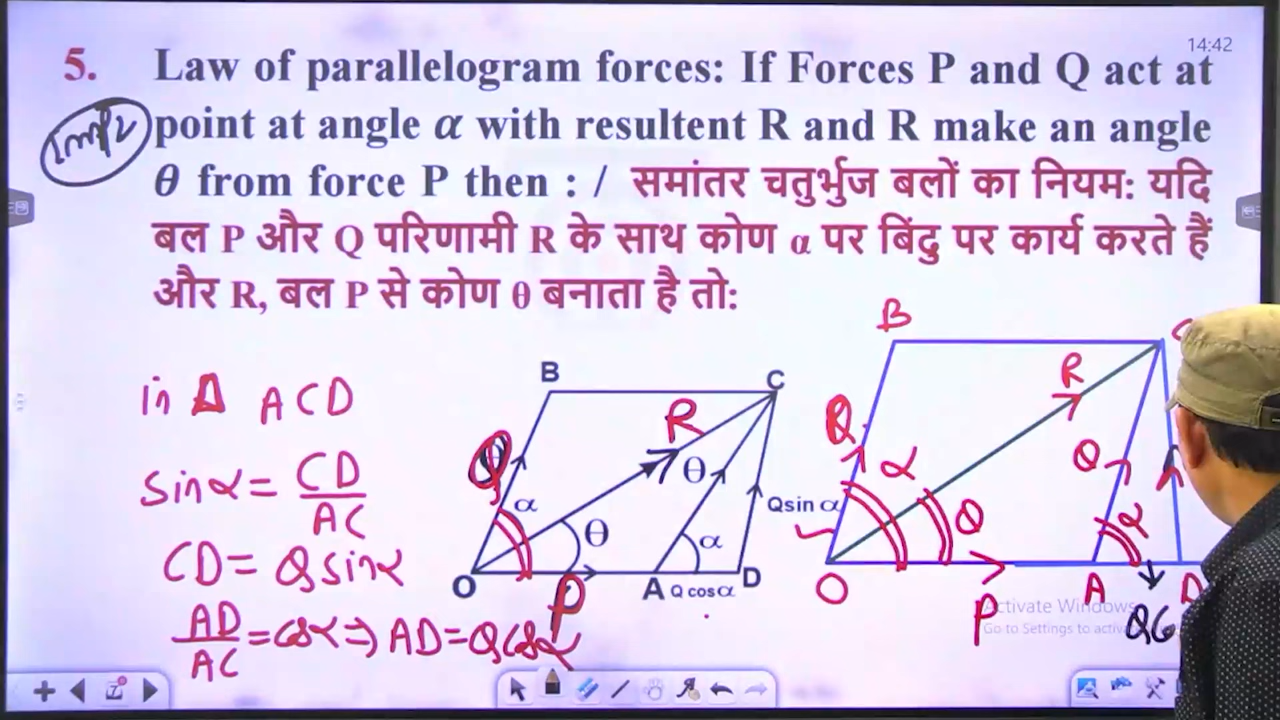 14:42
5. Law of parallelogram forces: If Forces P and Q act at
Imp point at angle α with resultent R and R make an angle
θ from force P then : / समांतर चतुर्भुज बलों का नियम: यदि
बल P और Q परिणामी R के साथ कोण α पर बिंदु पर कार्य करते हैं
और R, बल P से कोण θ बनाता है तो:
in Δ ACD
sinα = CD/AC
CD = Q sinα
AD/AC = cosα ⇒ AD = Q cosα
B
C
Q
R
θ
α
θ
α
Qsin α
O
P
A
Q cosα
D
B
R
Q
α
θ
Q
α
O
P
A
D
Activate Windows
Go to Settings to activa